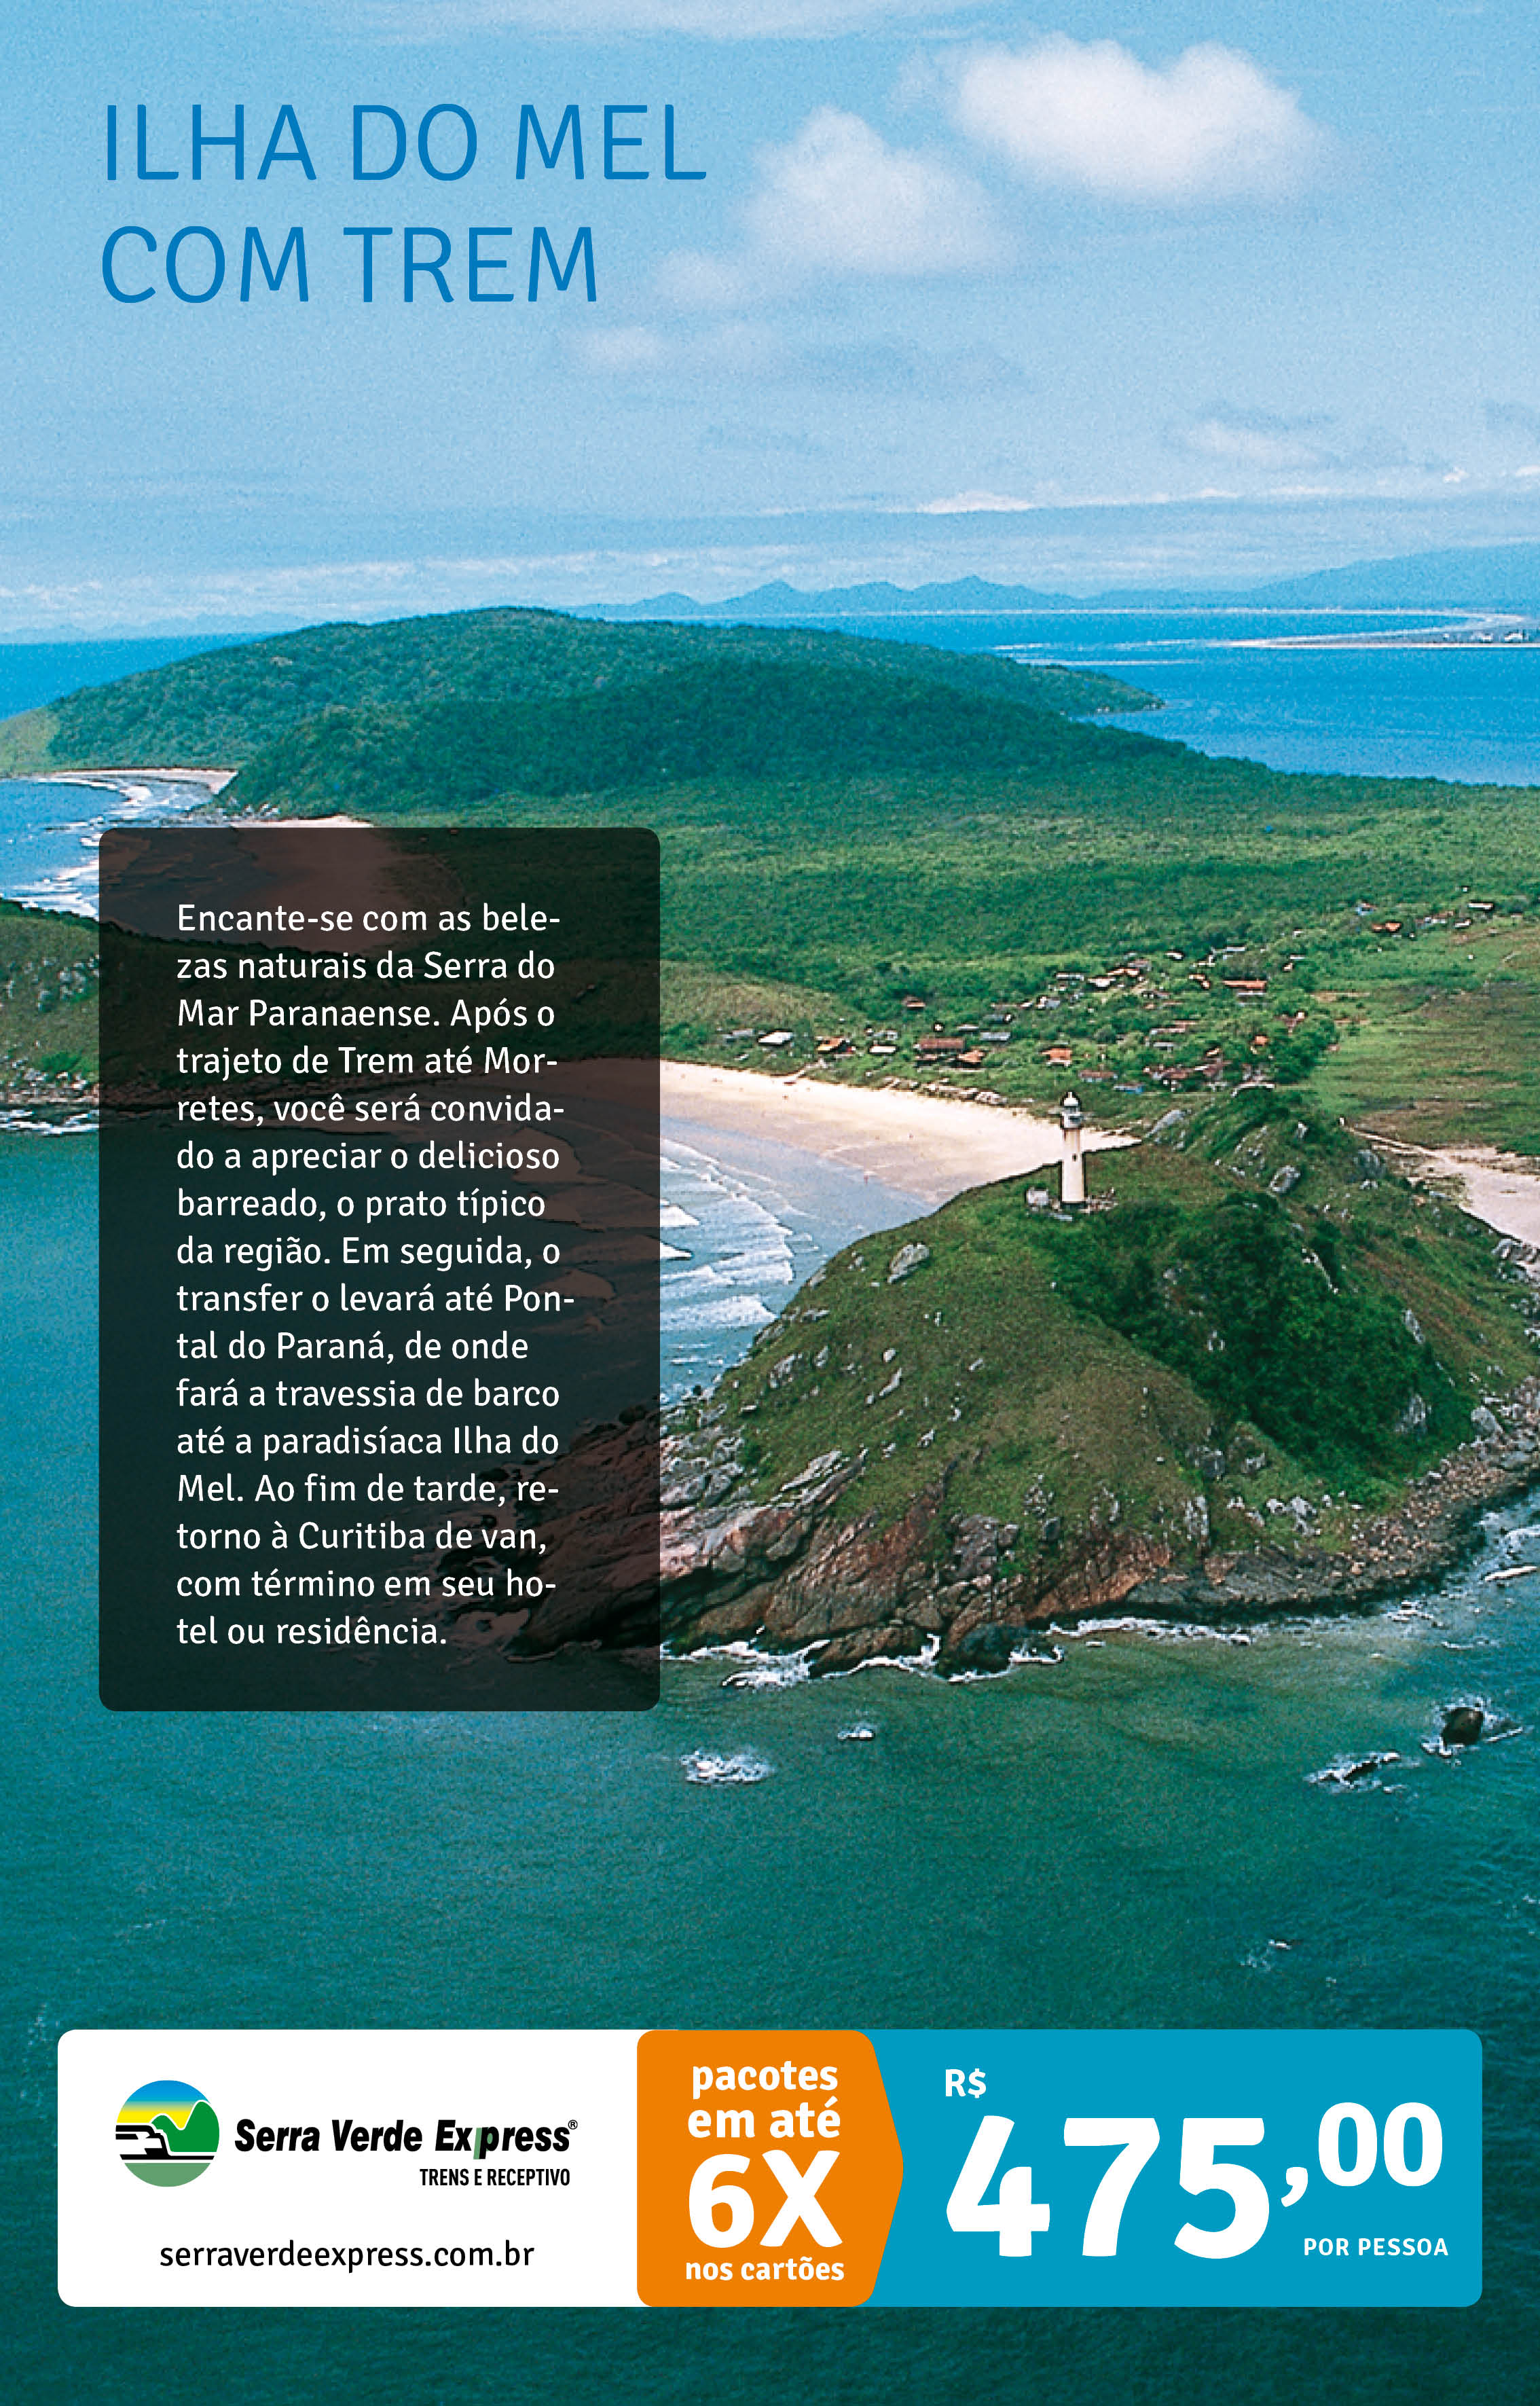 ILHA DO MEL
COM TREM
Encante-se com as bele-
zas naturais da Serra do
Mar Paranaense. Após o
trajeto de Trem até Mor-
retes, você será convida-
do a apreciar o delicioso
barreado, o prato típico
da região. Em seguida, o
transfer o levará até Pon-
tal do Paraná, de onde
fará a travessia de barco
até a paradisíaca Ilha do
Mel. Ao fim de tarde, re-
torno à Curitiba de van,
com término em seu ho-
tel ou residência.
Serra Verde Express®
TRENS E RECEPTIVO
serraverdeexpress.com.br
pacotes
em até
6X
nos cartões
R$
475,00
POR PESSOA